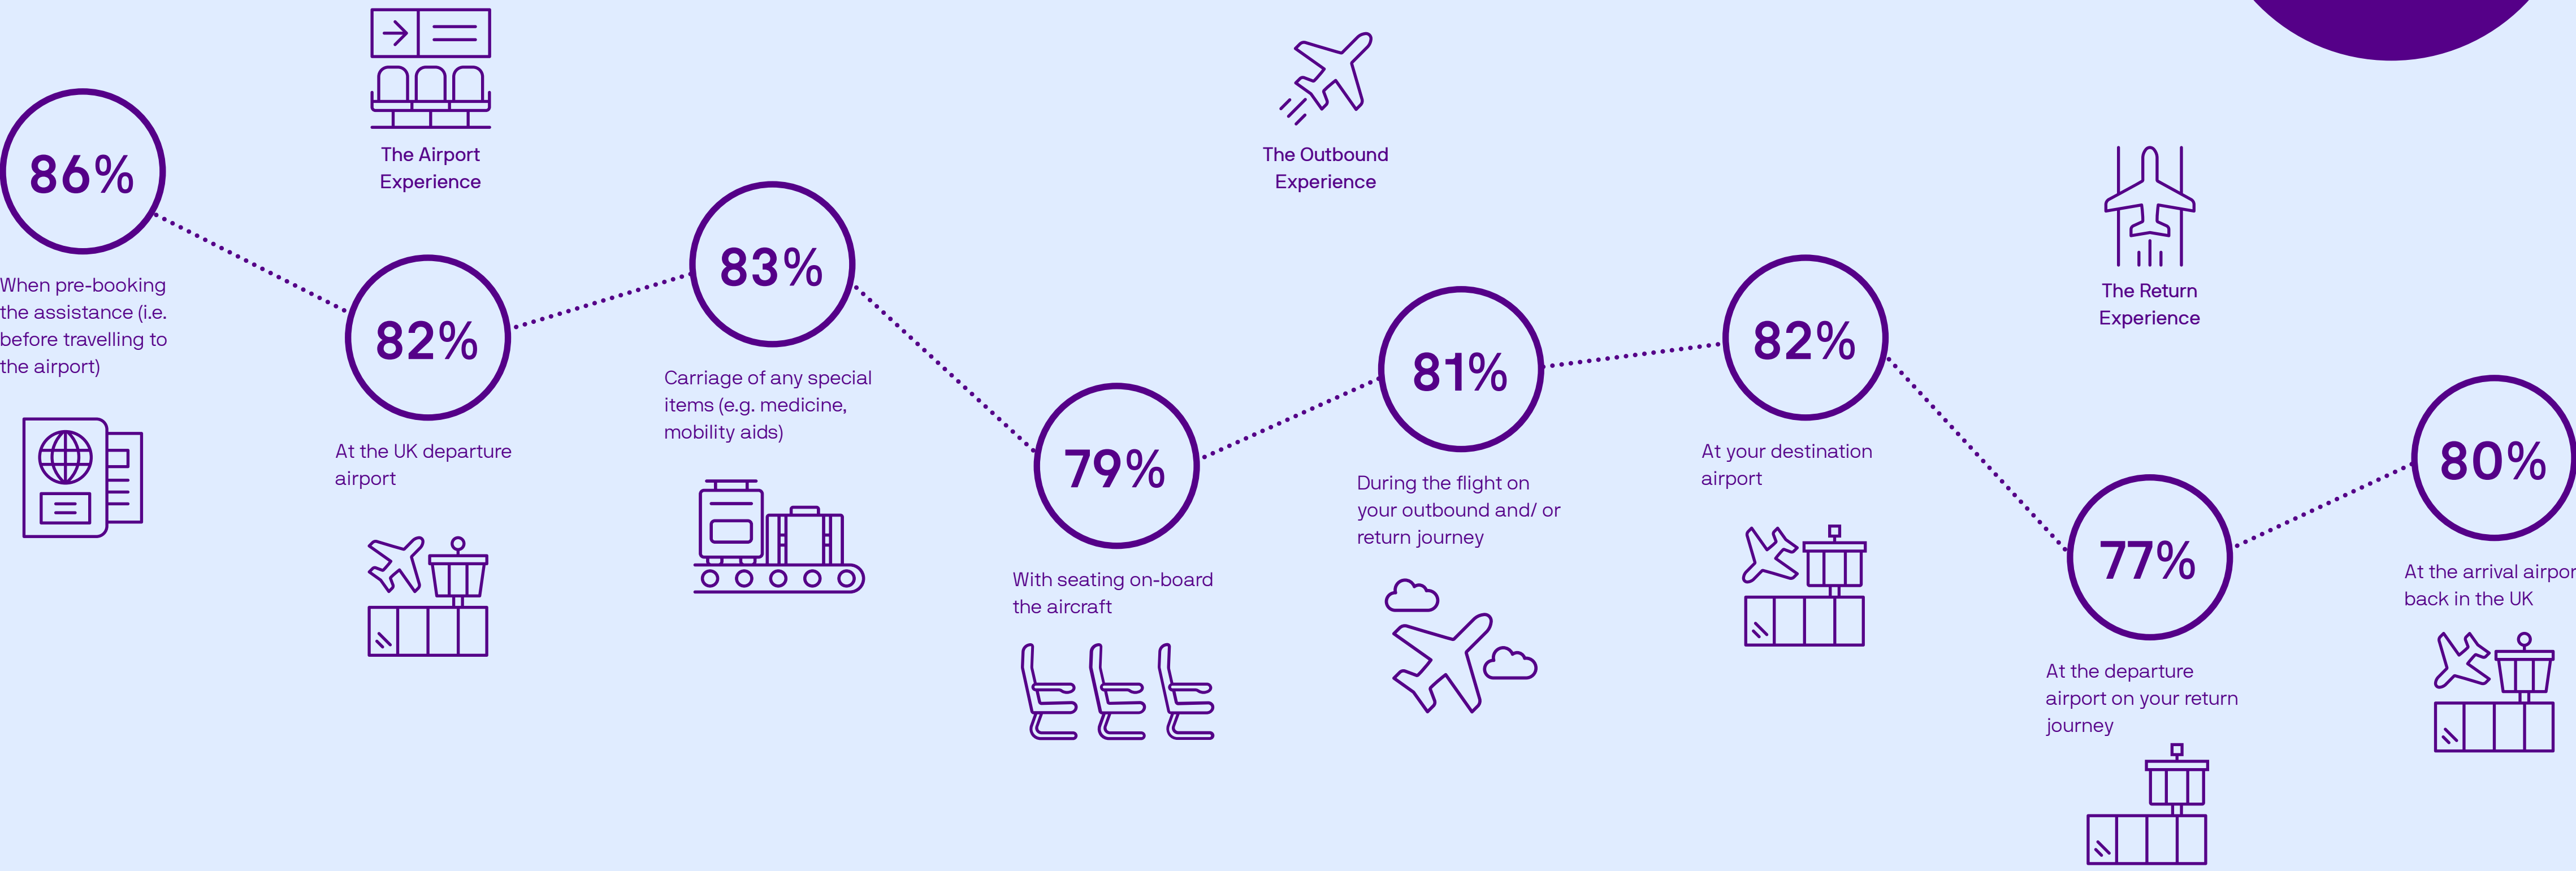 86%
When pre-booking
the assistance (i.e.
before travelling to
the airport)
The Airport
Experience
82%
At the UK departure
airport
83%
Carriage of any special
items (e.g. medicine,
mobility aids)
79%
With seating on-board
the aircraft
The Outbound
Experience
81%
During the flight on
your outbound and/ or
return journey
82%
At your destination
airport
The Return
Experience
77%
At the departure
airport on your return
journey
80%
At the arrival
back in the UK